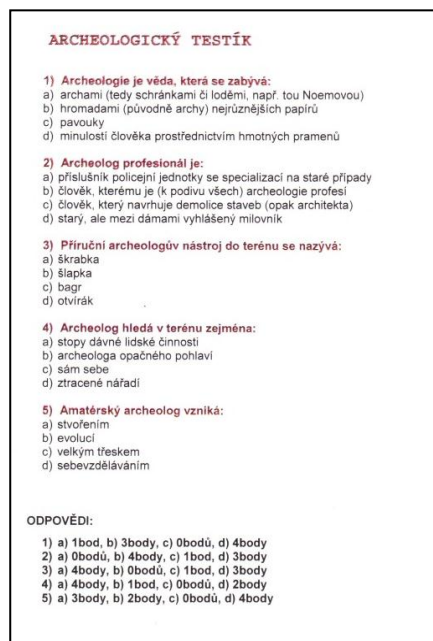 ARCHEOLOGICKÝ TESTÍK
1) Archeologie je věda, která se zabývá:
a) archami (tedy schránkami či loděmi, např. tou Noemovou)
b) hromadami (původně archy) nejrůznějších papírů
c) pavouky
d) minulostí člověka prostřednictvím hmotných pramenů
2) Archeolog profesionál je:
a) příslušník policejní jednotky se specializací na staré případy
b) člověk, kterému je (k podivu všech) archeologie profesí
c) člověk, který navrhuje demolice staveb (opak architekta)
d) starý, ale mezi dámami vyhlášený milovník
3) Příruční archeologův nástroj do terénu se nazývá:
a) škrabka
b) šlapka
c) bagr
d) otvírák
4) Archeolog hledá v terénu zejména:
a) stopy dávné lidské činnosti
b) archeologa opačného pohlaví
c) sám sebe
d) ztracené nářadí
5) Amatérský archeolog vzniká:
a) stvořením
b) evolucí
c) velkým třeskem
d) sebevzděláváním
ODPOVĚDI:
1) a) 1bod, b) 3body, c) 0bodů, d) 4body
2) a) 0bodů, b) 4body, c) 1bod, d) 3body
3) a) 4body, b) 0bodů, c) 1bod, d) 3body
4) a) 4body, b) 1bod, c) 0bodů, d) 2body
5) a) 3body, b) 2body, c) 0bodů, d) 4body